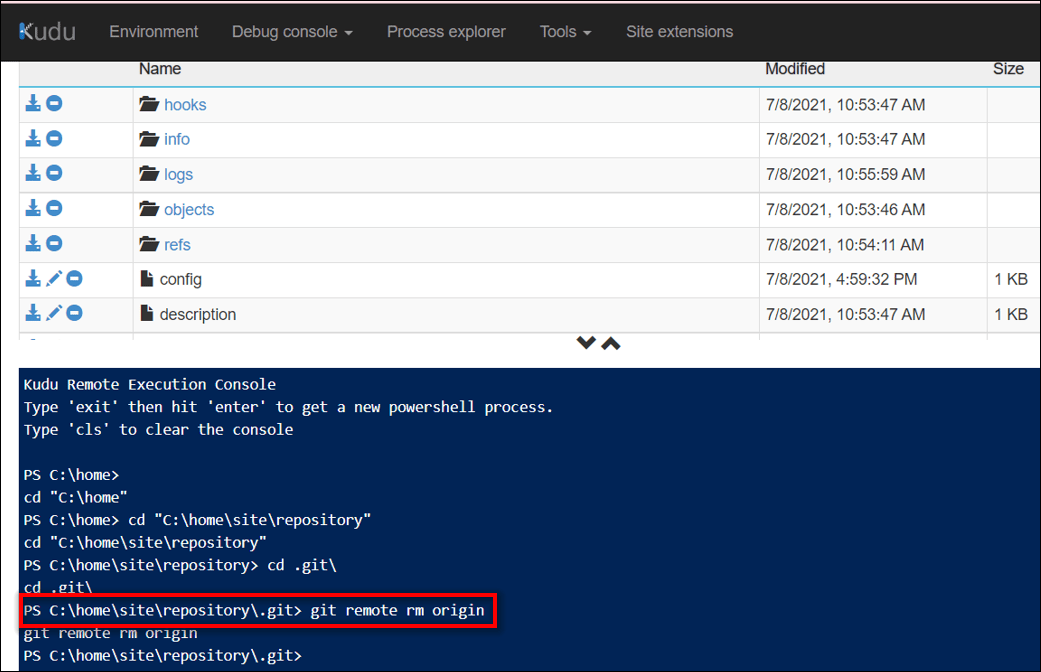 Kudu Environment Debug console Process explorer Tools Site extensions
Name Modified Size
hooks 7/8/2021, 10:53:47 AM
info 7/8/2021, 10:53:47 AM
logs 7/8/2021, 10:55:59 AM
objects 7/8/2021, 10:53:46 AM
refs 7/8/2021, 10:54:11 AM
config 7/8/2021, 4:59:32 PM 1 KB
description 7/8/2021, 10:53:47 AM 1 KB
Kudu Remote Execution Console
Type 'exit' then hit 'enter' to get a new powershell process.
Type 'cls' to clear the console
PS C:\home>
cd "C:\home"
PS C:\home> cd "C:\home\site\repository"
cd "C:\home\site\repository"
PS C:\home\site\repository> cd .git\
cd .git\
PS C:\home\site\repository\.git> git remote rm origin
git remote rm origin
PS C:\home\site\repository\.git>